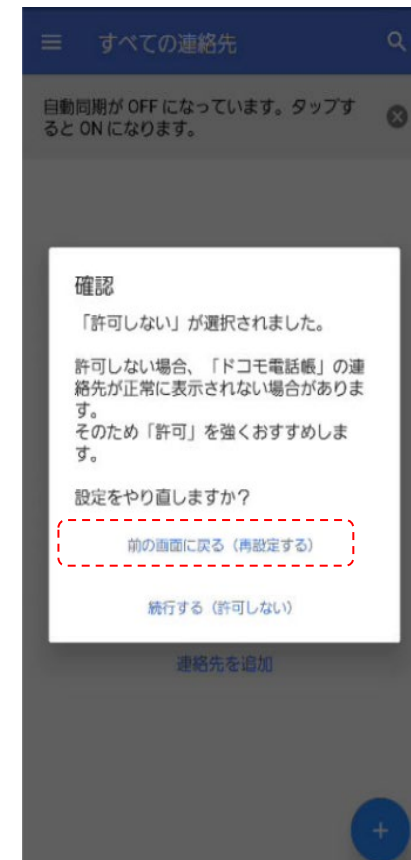 すべての連絡先
自動同期が OFF になっています。タップす
ると ON になります。
確認
「許可しない」が選択されました。
許可しない場合、「ドコモ電話帳」の連
絡先が正常に表示されない場合がありま
す。
そのため「許可」を強くおすすめしま
す。
設定をやり直しますか？
前の画面に戻る（再設定する）
続行する（許可しない）
連絡先を追加